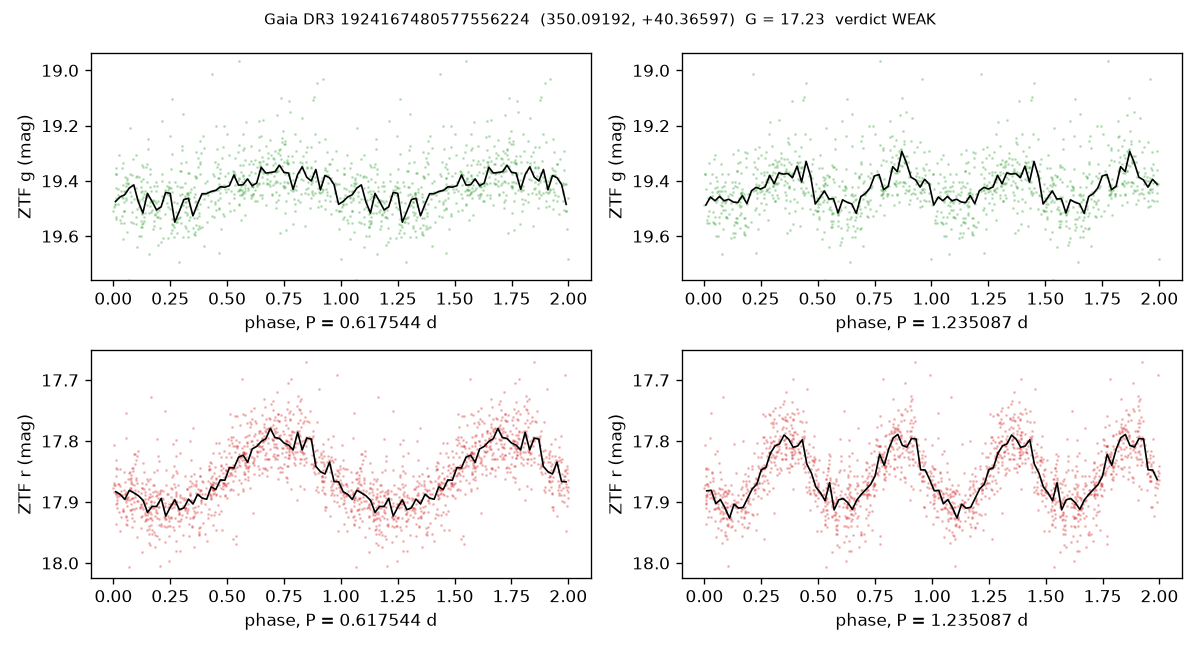 Gaia DR3 1924167480577556224 (350.09192, +40.36597) G = 17.23 verdict WEAK
ZTF g (mag)
19.0
19.2
19.4
19.6
0.00 0.25 0.50 0.75 1.00 1.25 1.50 1.75 2.00
phase, P = 0.617544 d
ZTF g (mag)
19.0
19.2
19.4
19.6
0.00 0.25 0.50 0.75 1.00 1.25 1.50 1.75 2.00
phase, P = 1.235087 d
ZTF r (mag)
17.7
17.8
17.9
18.0
0.00 0.25 0.50 0.75 1.00 1.25 1.50 1.75 2.00
phase, P = 0.617544 d
ZTF r (mag)
17.7
17.8
17.9
18.0
0.00 0.25 0.50 0.75 1.00 1.25 1.50 1.75 2.00
phase, P = 1.235087 d